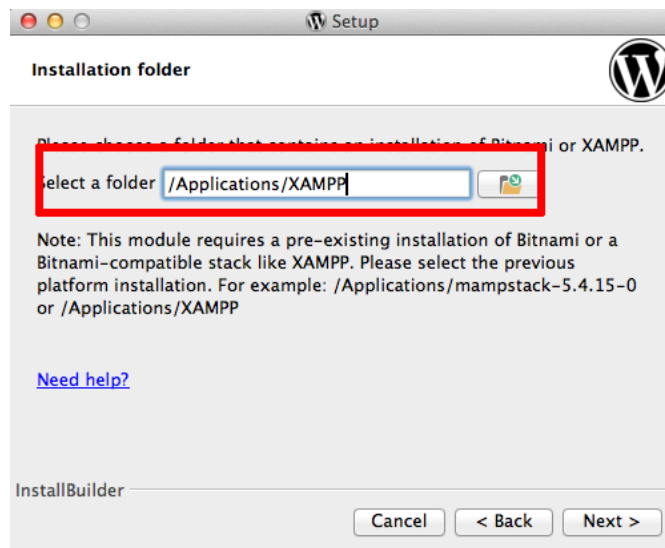 Setup
Installation folder
Please choose a folder that contains an installation of Bitnami or XAMPP.
Select a folder /Applications/XAMPP
Note: This module requires a pre-existing installation of Bitnami or a
Bitnami-compatible stack like XAMPP. Please select the previous
platform installation. For example: /Applications/mampstack-5.4.15-0
or /Applications/XAMPP
Need help?
InstallBuilder
Cancel < Back Next >